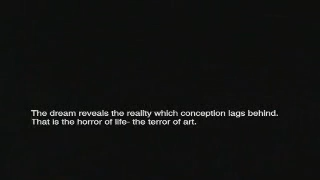 The dream reveals the reality which conception lags behind.
That is the horror of life- the terror of art.